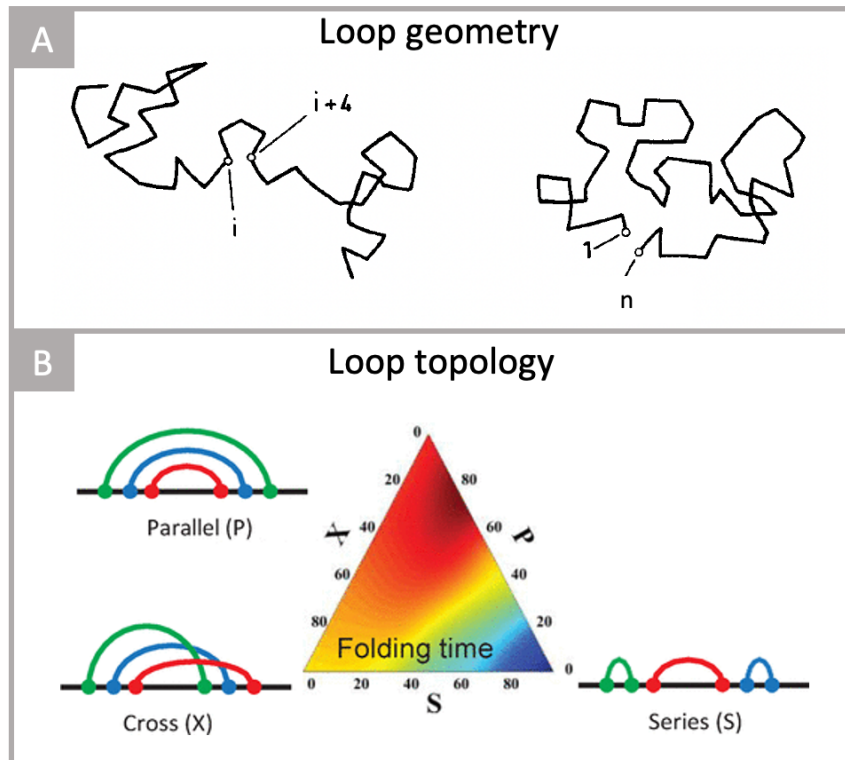 A
Loop geometry
i + 4
i
1
n
B
Loop topology
Parallel (P)
Cross (X)
0
20
40
60
80
X
80
60
40
20
0
P
Folding time
0
20
40
60
80
S
Series (S)